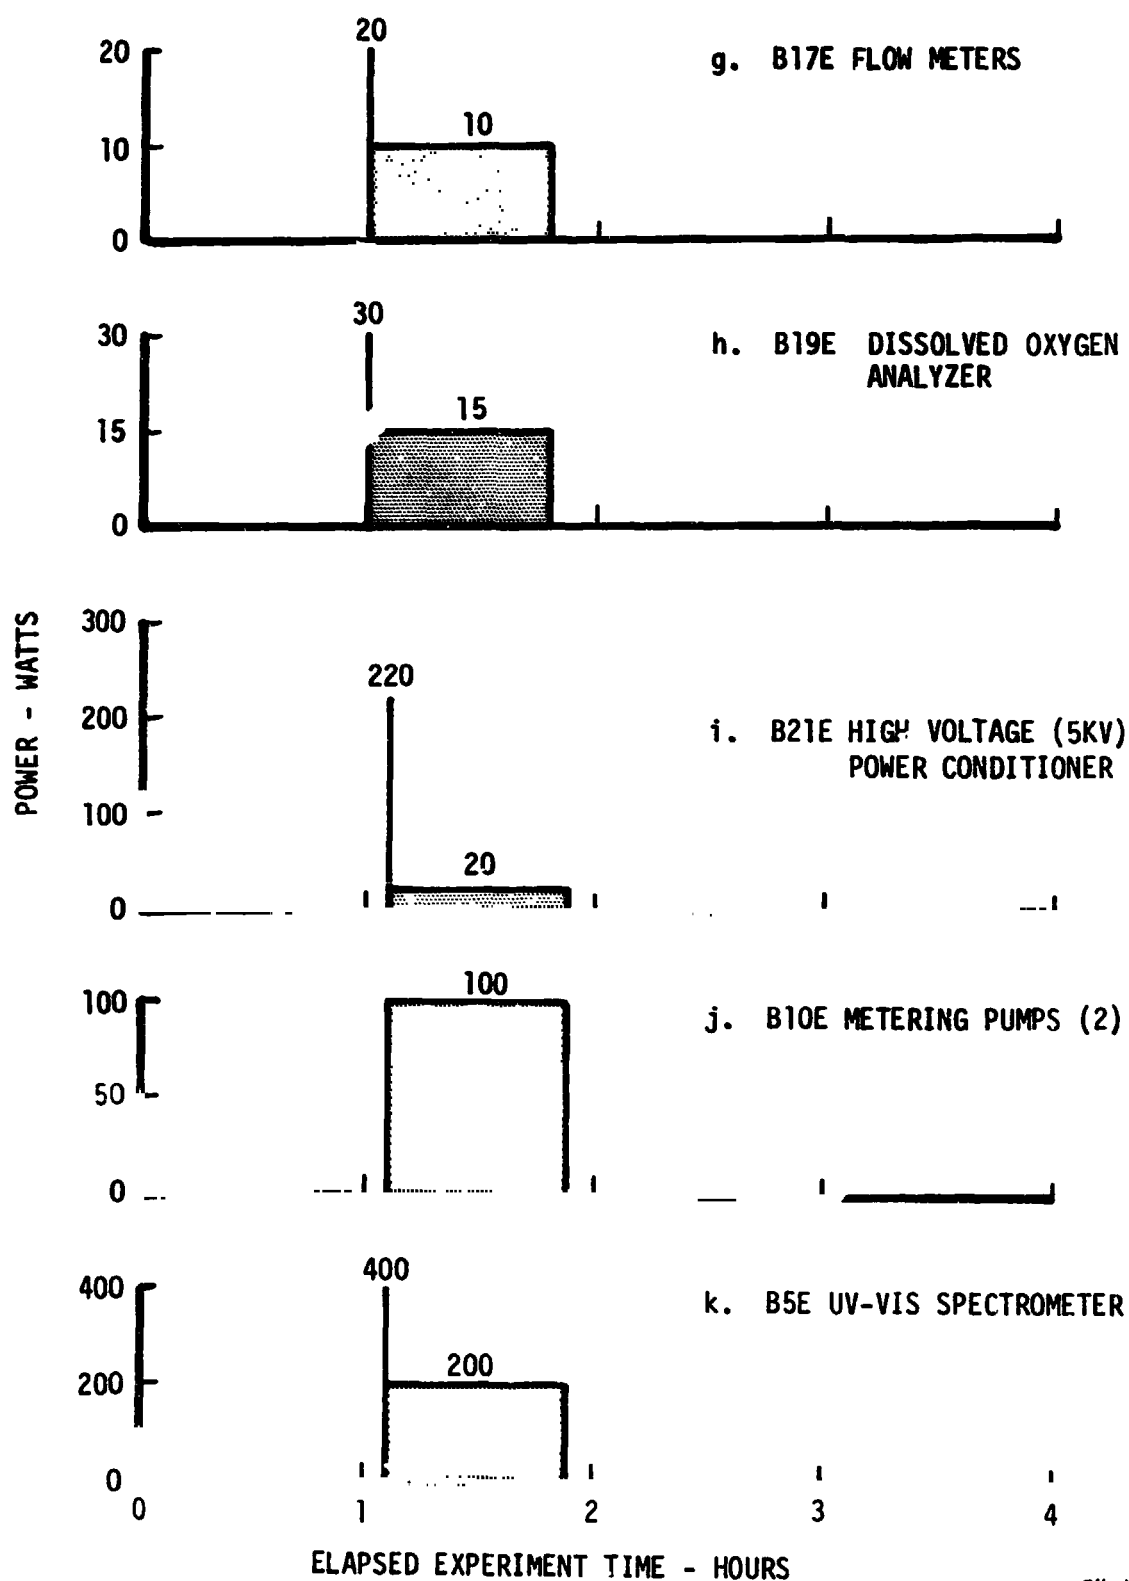 20
20
g. B17E FLOW METERS
10
10
0
30
30
h. B19E DISSOLVED OXYGEN
ANALYZER
15
15
0
POWER - WATTS
300
220
200
i. B21E HIGH VOLTAGE (5KV)
POWER CONDITIONER
100
20
0
100
100
j. B10E METERING PUMPS (2)
50
0
400
400
k. B5E UV-VIS SPECTROMETER
200
200
0
0 1 2 3 4
ELAPSED EXPERIMENT TIME - HOURS